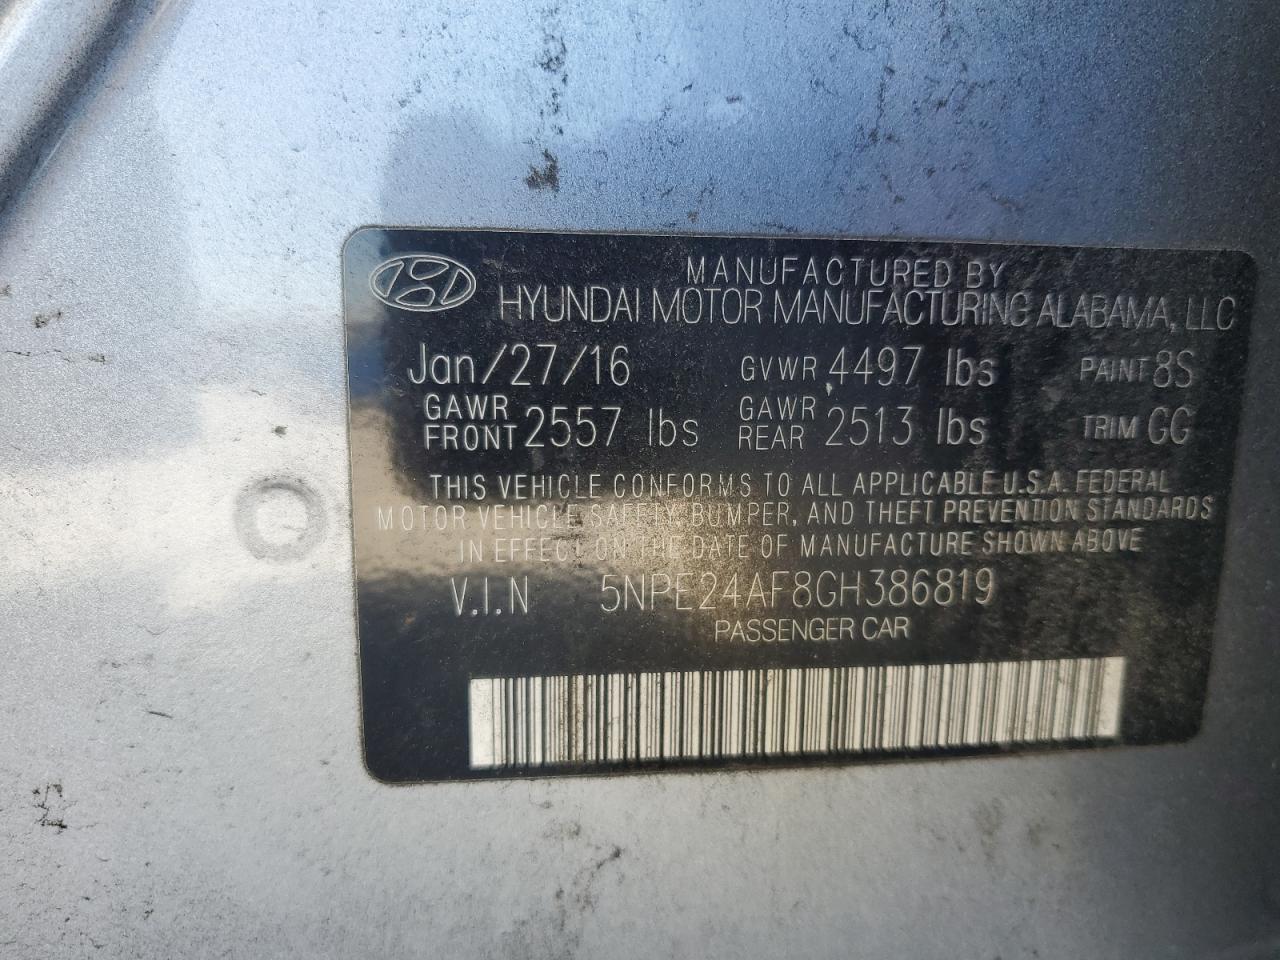 MANUFACTURED BY
HYUNDAI MOTOR MANUFACTURING ALABAMA, LLC
Jan/27/16 GVWR 4497 lbs PAINT 8S
GAWR FRONT 2557 lbs GAWR REAR 2513 lbs TRIM GG
THIS VEHICLE CONFORMS TO ALL APPLICABLE U.S.A. FEDERAL
MOTOR VEHICLE SAFETY, BUMPER, AND THEFT PREVENTION STANDARDS
IN EFFECT ON THE DATE OF MANUFACTURE SHOWN ABOVE
V.I.N 5NPE24AF8GH386819
PASSENGER CAR